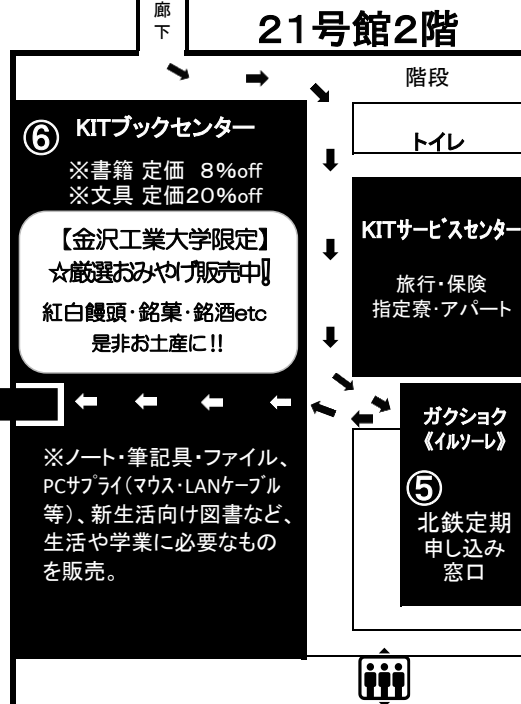 廊下
21号館2階
階段
トイレ
⑥ KITブックセンター
※書籍 定価 8%off
※文具 定価20%off
【金沢工業大学限定】
☆厳選おみやげ販売中!!
紅白饅頭・銘菓・銘酒etc
是非お土産に!!
KITサービスセンター
旅行・保険
指定寮・アパート
※ノート・筆記具・ファイル、
PCサプライ(マウス・LANケーブル
等)、新生活向け図書など、
生活や学業に必要なもの
を販売。
ガクショク
《イルソーレ》
⑤
北鉄定期
申し込み
窓口